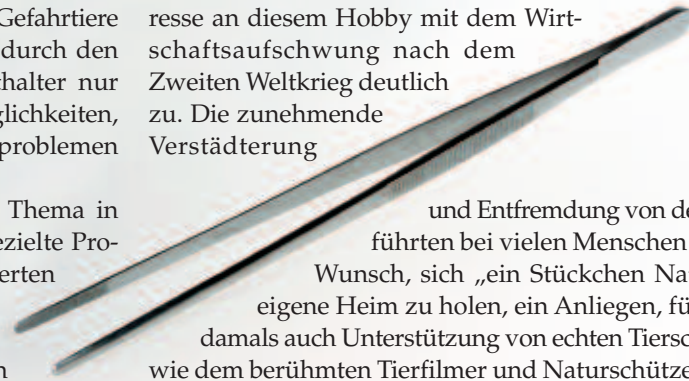 Gefahrtiere
durch den
halter nur
glichkeiten,
problemen
Thema in
ezielte Pro-
erten
n
resse an diesem Hobby mit dem Wirt-
schaftsaufschwung nach dem
Zweiten Weltkrieg deutlich
zu. Die zunehmende
Verstädterung
und Entfremdung von de
führten bei vielen Menschen
Wunsch, sich „ein Stückchen Na
eigene Heim zu holen, ein Anliegen, fü
damals auch Unterstützung von echten Tiersc
wie dem berühmten Tierfilmer und Naturschütze